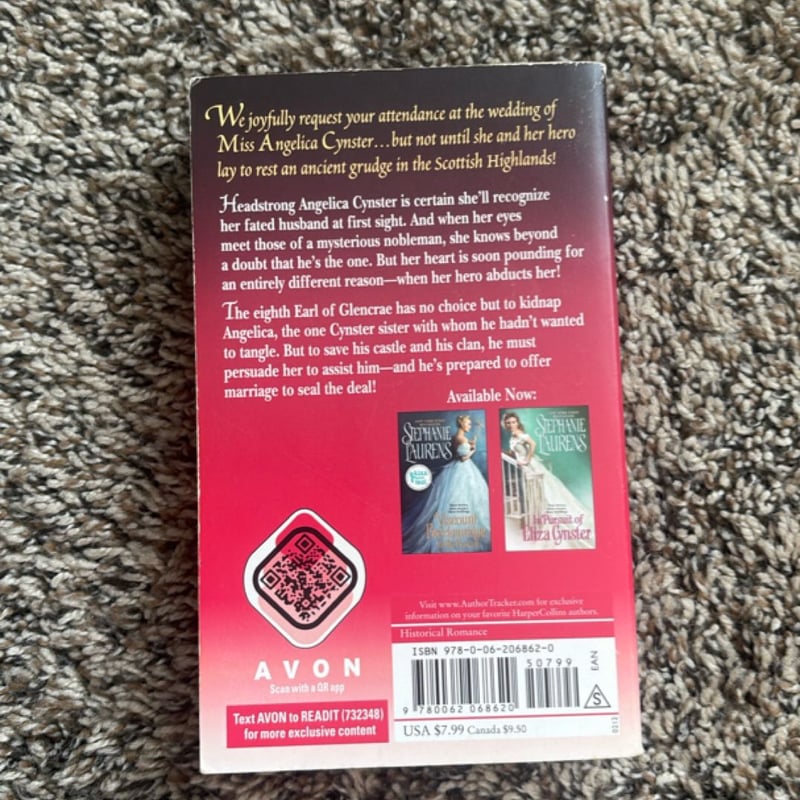 We joyfully request your attendance at the wedding of
Miss Angelica Cynster...but not until she and her hero
lay to rest an ancient grudge in the Scottish Highlands!
Headstrong Angelica Cynster is certain she'll recognize
her fated husband at first sight. And when her eyes
meet those of a mysterious nobleman, she knows beyond
a doubt that he's the one. But her heart is soon pounding for
an entirely different reason—when her hero abducts her!
The eighth Earl of Glencrae has no choice but to kidnap
Angelica, the one Cynster sister with whom he hadn't wanted
to tangle. But to save his castle and his clan, he must
persuade her to assist him—and he's prepared to offer
marriage to seal the deal!
Available Now:
STEPHANIE
LAURENS
Viscount
STEPHANIE
LAURENS
In Pursuit of
Eliza Cynster
Visit www.AuthorTracker.com for exclusive
information on your favorite HarperCollins authors.
Historical Romance
ISBN 978-0-06-206862-0
50799
EAN
9 780062 068620
S
USA $7.99 Canada $9.50
0213
AVON
Scan with a QR app
Text AVON to READIT (732348)
for more exclusive content